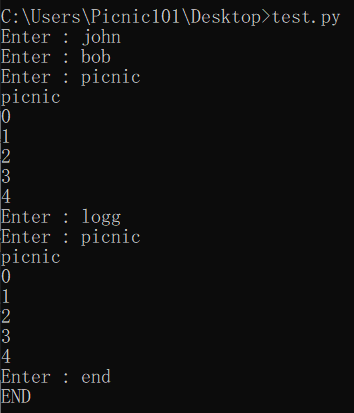 C:\Users\Picnic101\Desktop>test.py
Enter : john
Enter : bob
Enter : picnic
picnic
0
1
2
3
4
Enter : logg
Enter : picnic
picnic
0
1
2
3
4
Enter : end
END